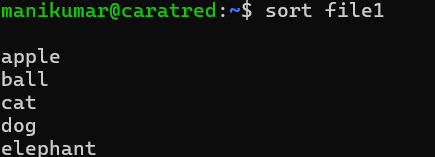 manikumar@caratred:~$ sort file1
apple
ball
cat
dog
elephant